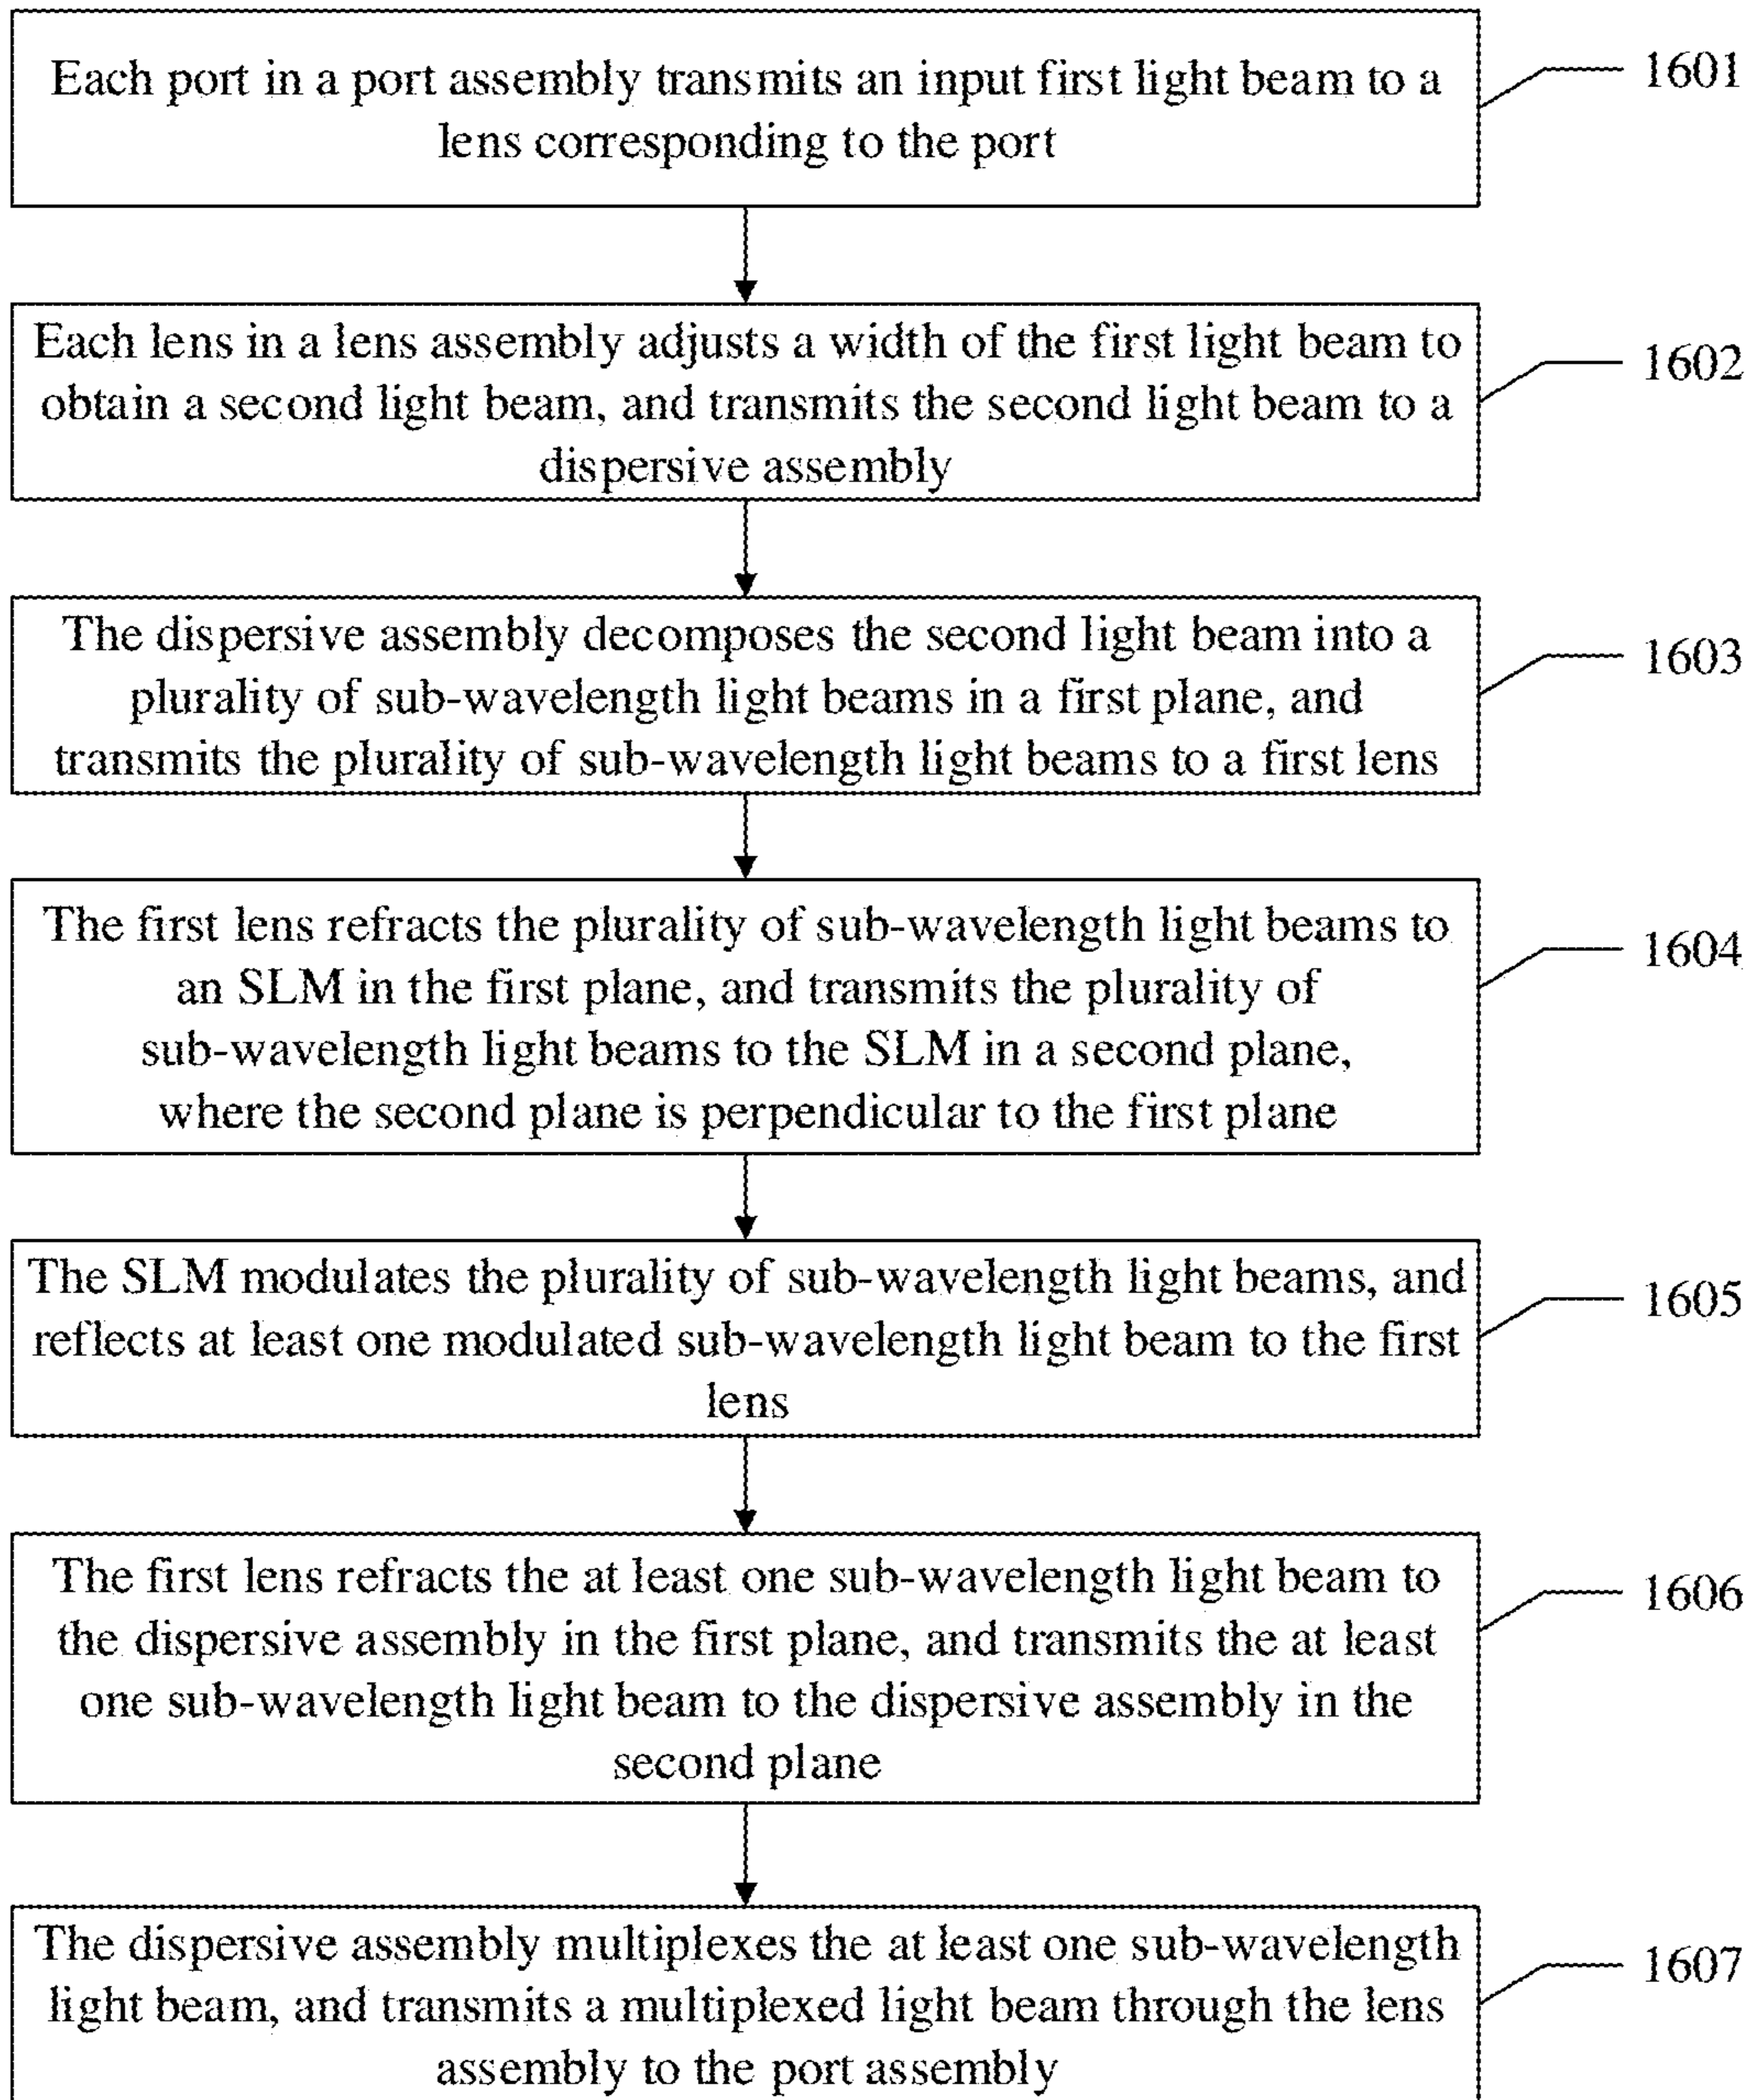 Each port in a port assembly transmits an input first light beam to a
lens corresponding to the port
1601
Each lens in a lens assembly adjusts a width of the first light beam to
obtain a second light beam, and transmits the second light beam to a
dispersive assembly
1602
The dispersive assembly decomposes the second light beam into a
plurality of sub-wavelength light beams in a first plane, and
transmits the plurality of sub-wavelength light beams to a first lens
1603
The first lens refracts the plurality of sub-wavelength light beams to
an SLM in the first plane, and transmits the plurality of
sub-wavelength light beams to the SLM in a second plane,
where the second plane is perpendicular to the first plane
1604
The SLM modulates the plurality of sub-wavelength light beams, and
reflects at least one modulated sub-wavelength light beam to the first
lens
1605
The first lens refracts the at least one sub-wavelength light beam to
the dispersive assembly in the first plane, and transmits the at least
one sub-wavelength light beam to the dispersive assembly in the
second plane
1606
The dispersive assembly multiplexes the at least one sub-wavelength
light beam, and transmits a multiplexed light beam through the lens
assembly to the port assembly
1607